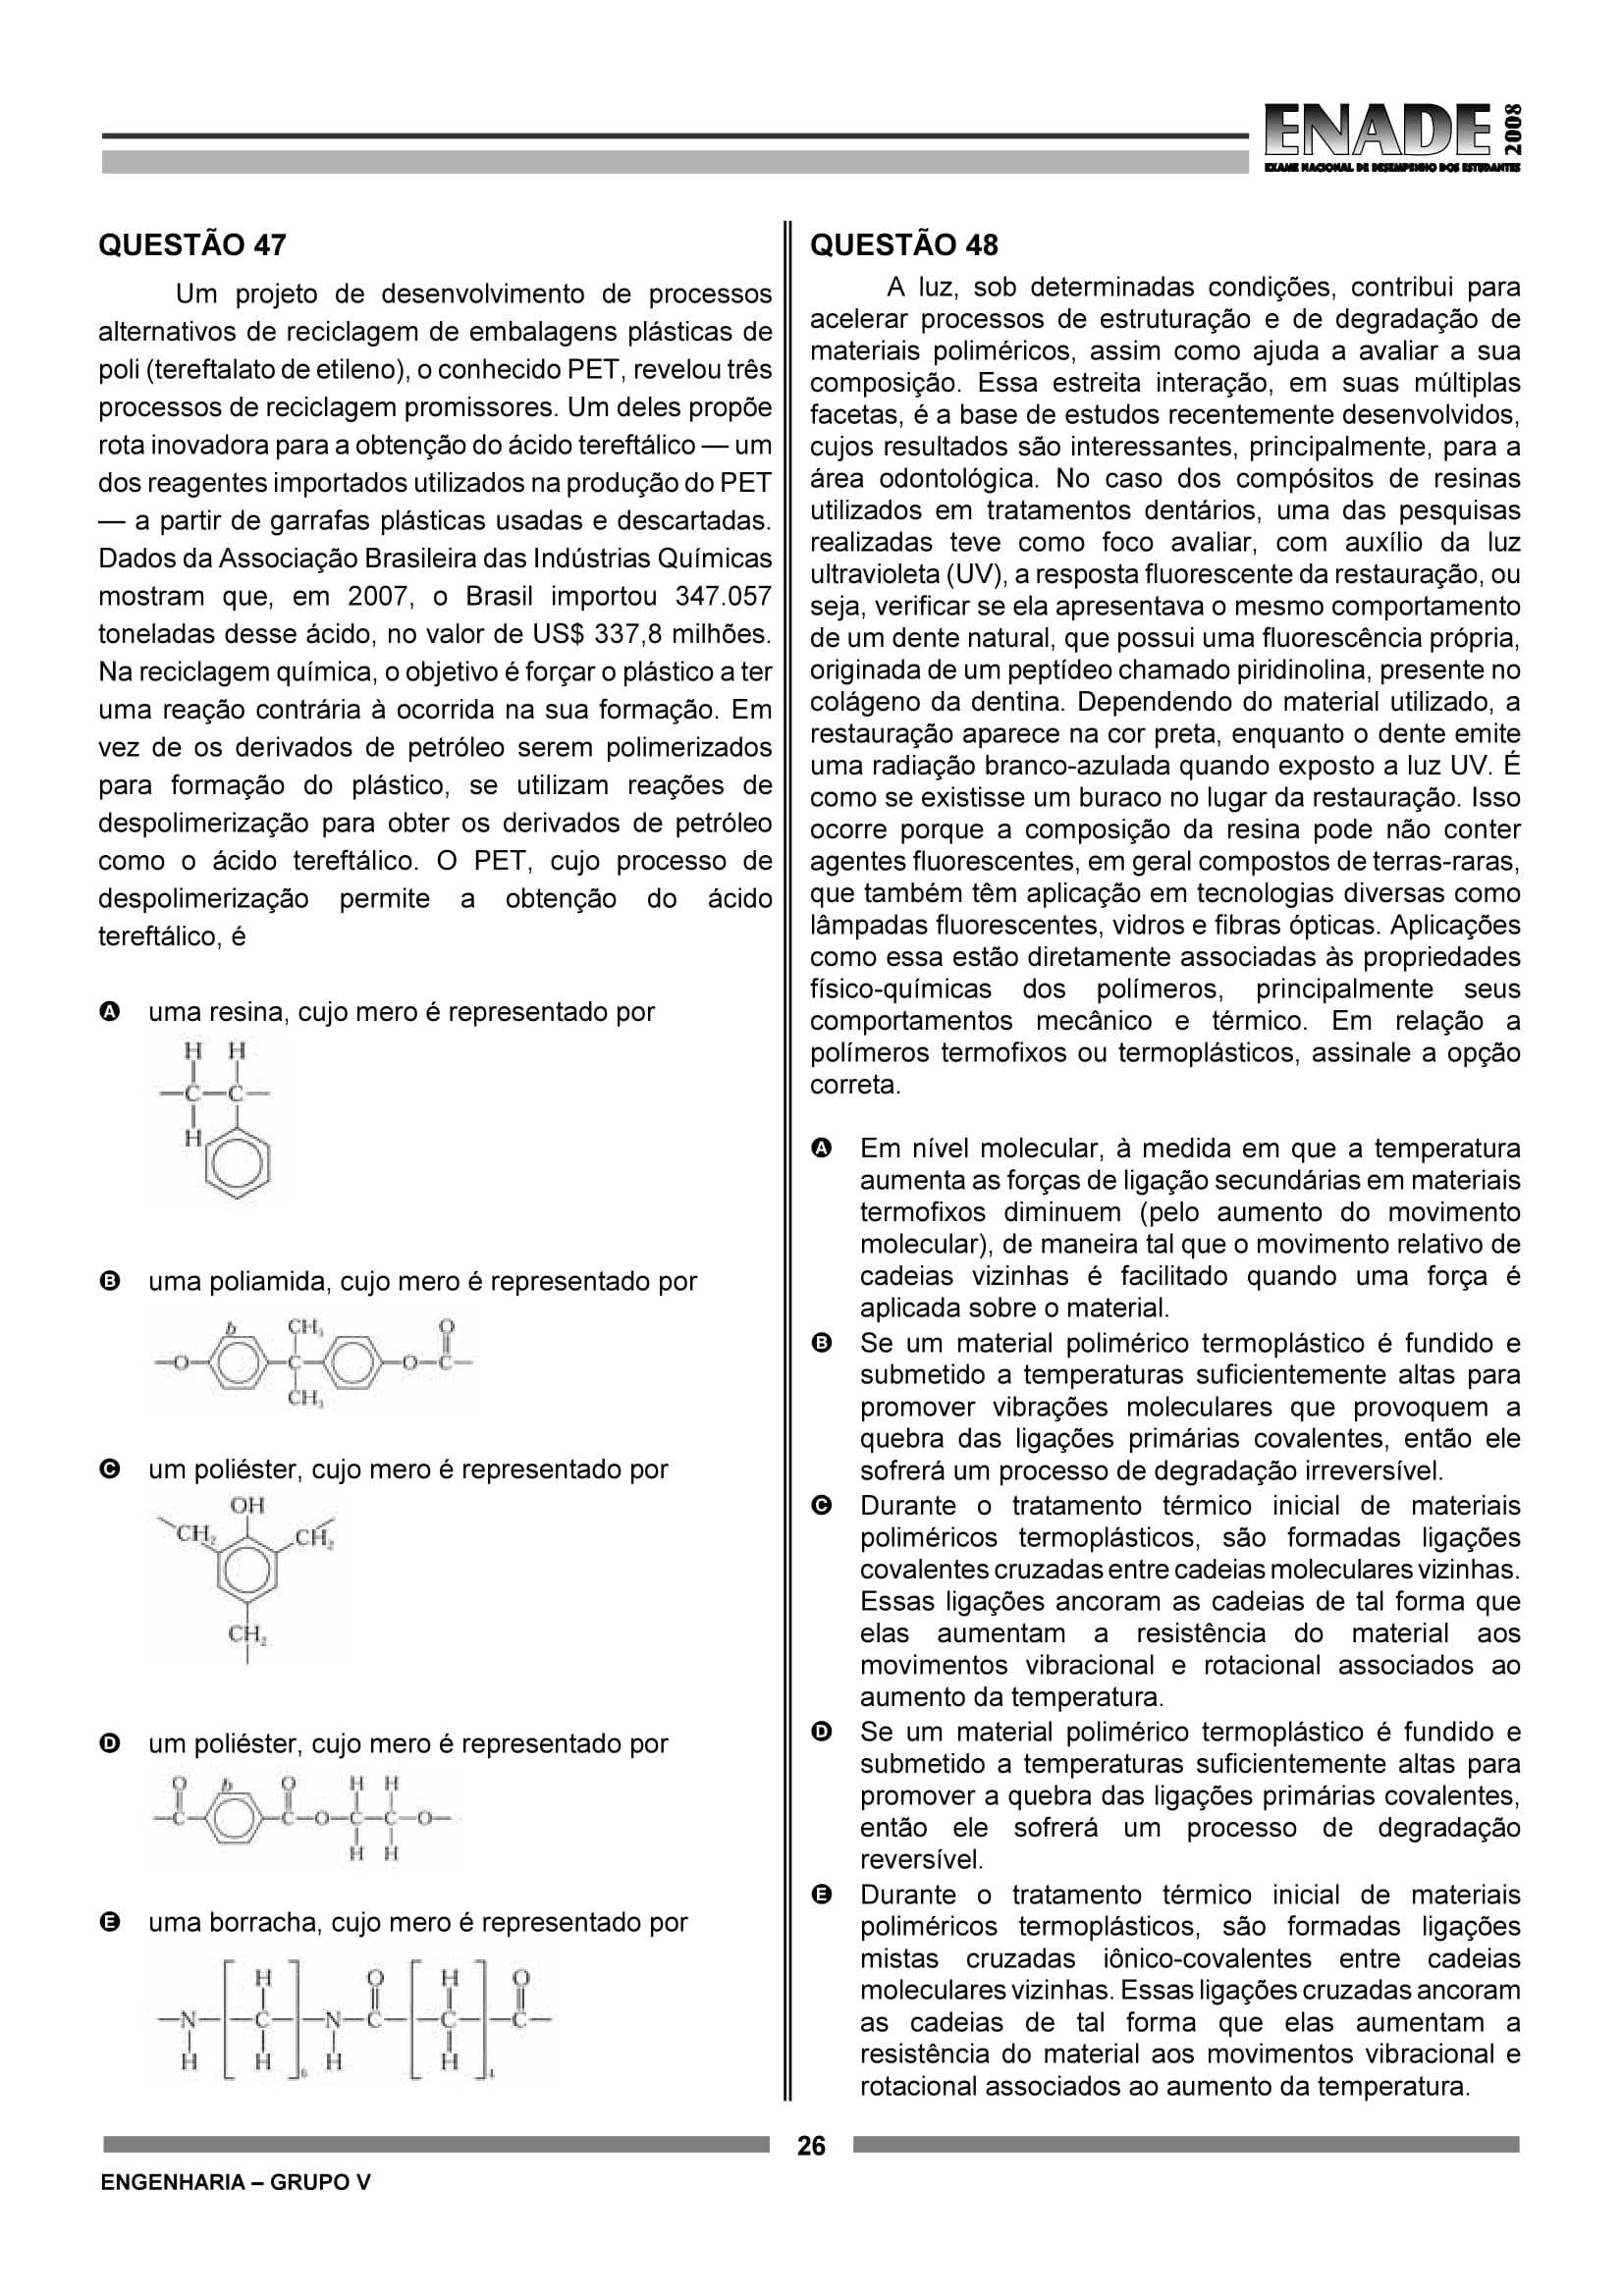 ENADE 2008
EXAME NACIONAL DE DESEMPENHO DOS ESTUDANTES
QUESTÃO 47
Um projeto de desenvolvimento de processos
alternativos de reciclagem de embalagens plásticas de
poli (tereftalato de etileno), o conhecido PET, revelou três
processos de reciclagem promissores. Um deles propõe
rota inovadora para a obtenção do ácido tereftálico — um
dos reagentes importados utilizados na produção do PET
— a partir de garrafas plásticas usadas e descartadas.
Dados da Associação Brasileira das Indústrias Químicas
mostram que, em 2007, o Brasil importou 347.057
toneladas desse ácido, no valor de US$ 337,8 milhões.
Na reciclagem química, o objetivo é forçar o plástico a ter
uma reação contrária à ocorrida na sua formação. Em
vez de os derivados de petróleo serem polimerizados
para formação do plástico, se utilizam reações de
despolimerização para obter os derivados de petróleo
como o ácido tereftálico. O PET, cujo processo de
despolimerização permite a obtenção do ácido
tereftálico, é
A uma resina, cujo mero é representado por
H H
—C—C—
H
B uma poliamida, cujo mero é representado por
b CH3 O
—O— —C— —O—C—
CH3
C um poliéster, cujo mero é representado por
OH
CH2 CH2
CH2
D um poliéster, cujo mero é representado por
O b O H H
—C— —C—O—C—C—O—
H H
E uma borracha, cujo mero é representado por
H O H O
—N— —C— —N—C— —C— —C—
H H 6 H H 4
QUESTÃO 48
A luz, sob determinadas condições, contribui para
acelerar processos de estruturação e de degradação de
materiais poliméricos, assim como ajuda a avaliar a sua
composição. Essa estreita interação, em suas múltiplas
facetas, é a base de estudos recentemente desenvolvidos,
cujos resultados são interessantes, principalmente, para a
área odontológica. No caso dos compósitos de resinas
utilizados em tratamentos dentários, uma das pesquisas
realizadas teve como foco avaliar, com auxílio da luz
ultravioleta (UV), a resposta fluorescente da restauração, ou
seja, verificar se ela apresentava o mesmo comportamento
de um dente natural, que possui uma fluorescência própria,
originada de um peptídeo chamado piridinolina, presente no
colágeno da dentina. Dependendo do material utilizado, a
restauração aparece na cor preta, enquanto o dente emite
uma radiação branco-azulada quando exposto a luz UV. É
como se existisse um buraco no lugar da restauração. Isso
ocorre porque a composição da resina pode não conter
agentes fluorescentes, em geral compostos de terras-raras,
que também têm aplicação em tecnologias diversas como
lâmpadas fluorescentes, vidros e fibras ópticas. Aplicações
como essa estão diretamente associadas às propriedades
físico-químicas dos polímeros, principalmente seus
comportamentos mecânico e térmico. Em relação a
polímeros termofixos ou termoplásticos, assinale a opção
correta.
A Em nível molecular, à medida em que a temperatura
aumenta as forças de ligação secundárias em materiais
termofixos diminuem (pelo aumento do movimento
molecular), de maneira tal que o movimento relativo de
cadeias vizinhas é facilitado quando uma força é
aplicada sobre o material.
B Se um material polimérico termoplástico é fundido e
submetido a temperaturas suficientemente altas para
promover vibrações moleculares que provoquem a
quebra das ligações primárias covalentes, então ele
sofrerá um processo de degradação irreversível.
C Durante o tratamento térmico inicial de materiais
poliméricos termoplásticos, são formadas ligações
covalentes cruzadas entre cadeias moleculares vizinhas.
Essas ligações ancoram as cadeias de tal forma que
elas aumentam a resistência do material aos
movimentos vibracional e rotacional associados ao
aumento da temperatura.
D Se um material polimérico termoplástico é fundido e
submetido a temperaturas suficientemente altas para
promover a quebra das ligações primárias covalentes,
então ele sofrerá um processo de degradação
reversível.
E Durante o tratamento térmico inicial de materiais
poliméricos termoplásticos, são formadas ligações
mistas cruzadas iônico-covalentes entre cadeias
moleculares vizinhas. Essas ligações cruzadas ancoram
as cadeias de tal forma que elas aumentam a
resistência do material aos movimentos vibracional e
rotacional associados ao aumento da temperatura.
26
ENGENHARIA – GRUPO V